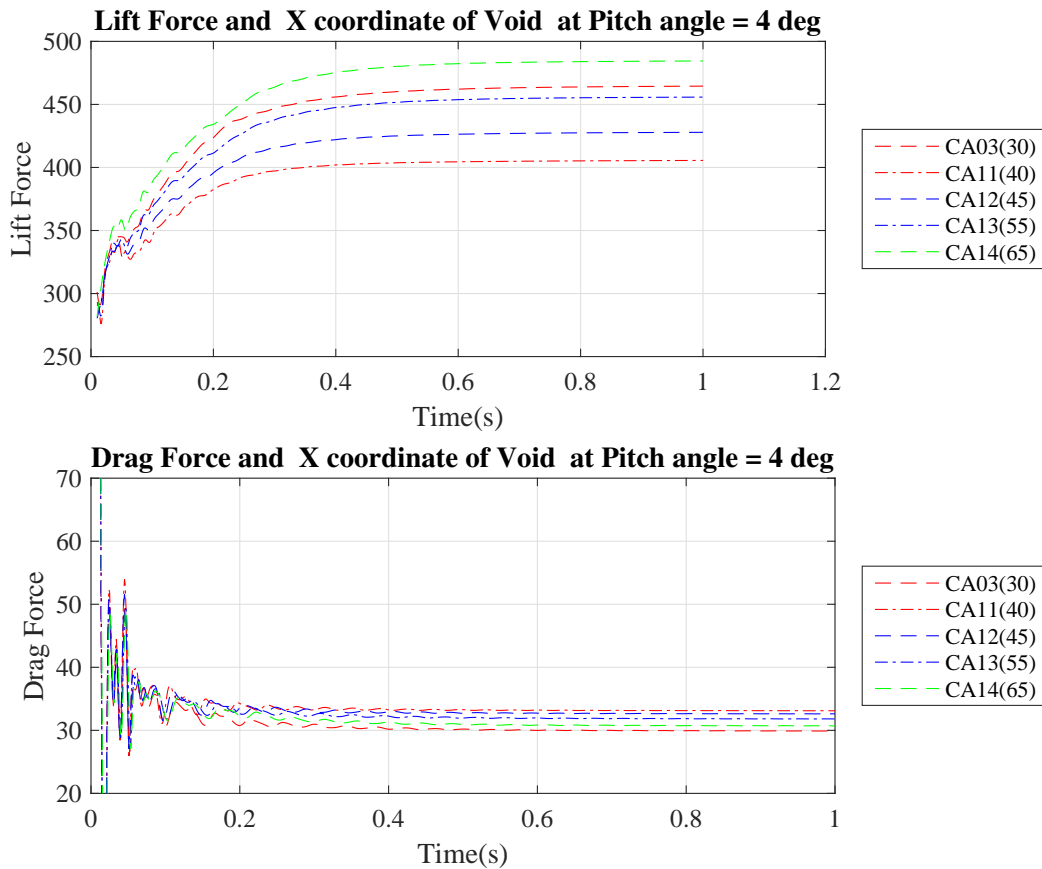 Lift Force and X coordinate of Void at Pitch angle = 4 deg
500
450
400
350
300
250
Lift Force
0
0.2
0.4
0.6
0.8
1
1.2
Time(s)
CA03(30)
CA11(40)
CA12(45)
CA13(55)
CA14(65)
Drag Force and X coordinate of Void at Pitch angle = 4 deg
70
60
50
40
30
20
Drag Force
0
0.2
0.4
0.6
0.8
1
Time(s)
CA03(30)
CA11(40)
CA12(45)
CA13(55)
CA14(65)